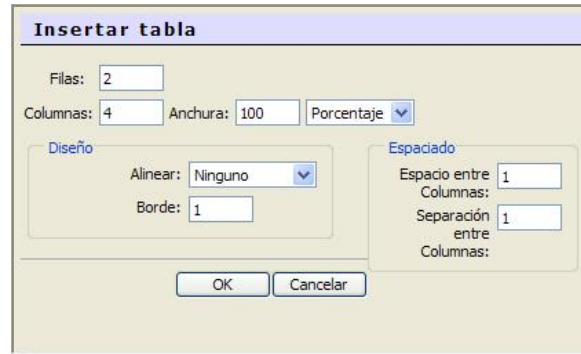 Insertar tabla
Filas: 2
Columnas: 4 Anchura: 100 Porcentaje
Diseño
Alinear: Ninguno
Borde: 1
Espaciado
Espacio entre 1
Columnas:
Separación 1
entre
Columnas:
OK Cancelar